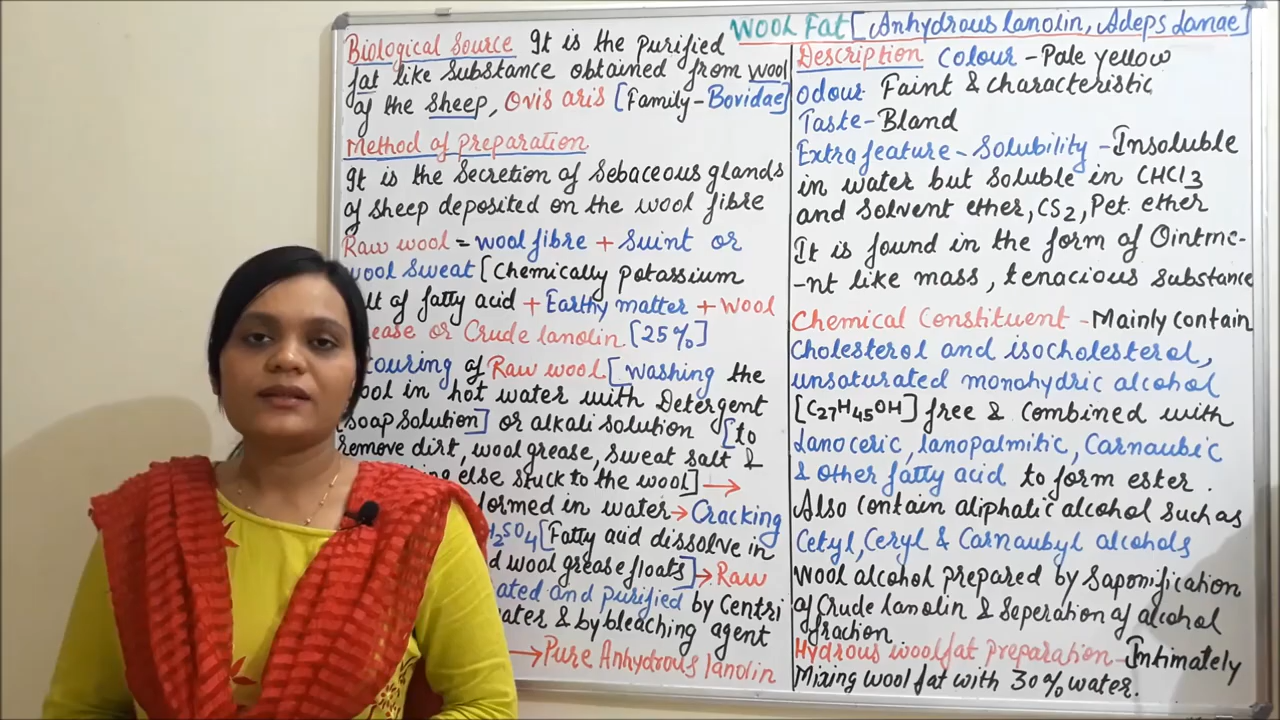 Wool Fat [Anhydrous lanolin, Adeps Lanae]
Biological Source It is the purified
fat like substance obtained from wool
of the sheep, Ovis aris [Family-Bovidae]
Method of preparation
It is the secretion of Sebaceous glands
of sheep deposited on the wool fibre
Raw wool = wool fibre + Suint or
wool Sweat [Chemically potassium
of fatty acid + Earthy matter + Wool
or Crude lanolin [25%]
of Raw wool [washing the
in hot water with Detergent
[soap solution] or alkali solution [to
remove dirt, wool grease, sweat salt &
else stuck to the wool] →
formed in water → Cracking
H2SO4 [Fatty acid dissolve in
wool grease floats] → Raw
and purified by Centri
& by bleaching agent
→ Pure Anhydrous lanolin
Description Colour - Pale yellow
Odour Faint & characteristic
Taste - Bland
Extra feature - Solubility - Insoluble
in water but soluble in CHCl3
and solvent ether, CS2, Pet. ether
It is found in the form of Ointme-
-nt like mass, tenacious substance
Chemical Constituent - Mainly contain
Cholesterol and isocholesterol,
unsaturated monohydric alcohol
[C27H45OH] free & combined with
Lanoceric, lanopalmitic, Carnaubic
& other fatty acid to form ester.
Also contain aliphatic alcohol such as
Cetyl, Ceryl & Carnaubyl alcohols
Wool alcohol prepared by Saponification
of Crude lanolin & Seperation of alcohol
fraction
Hydrous wool fat preparation - Intimately
Mixing wool fat with 30% water.